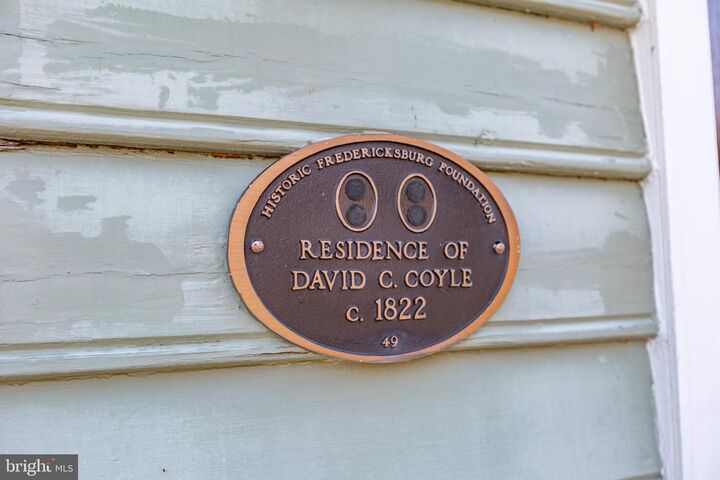 HISTORIC FREDERICKSBURG FOUNDATION
RESIDENCE OF
DAVID C. COYLE
C. 1822
49
bright MLS